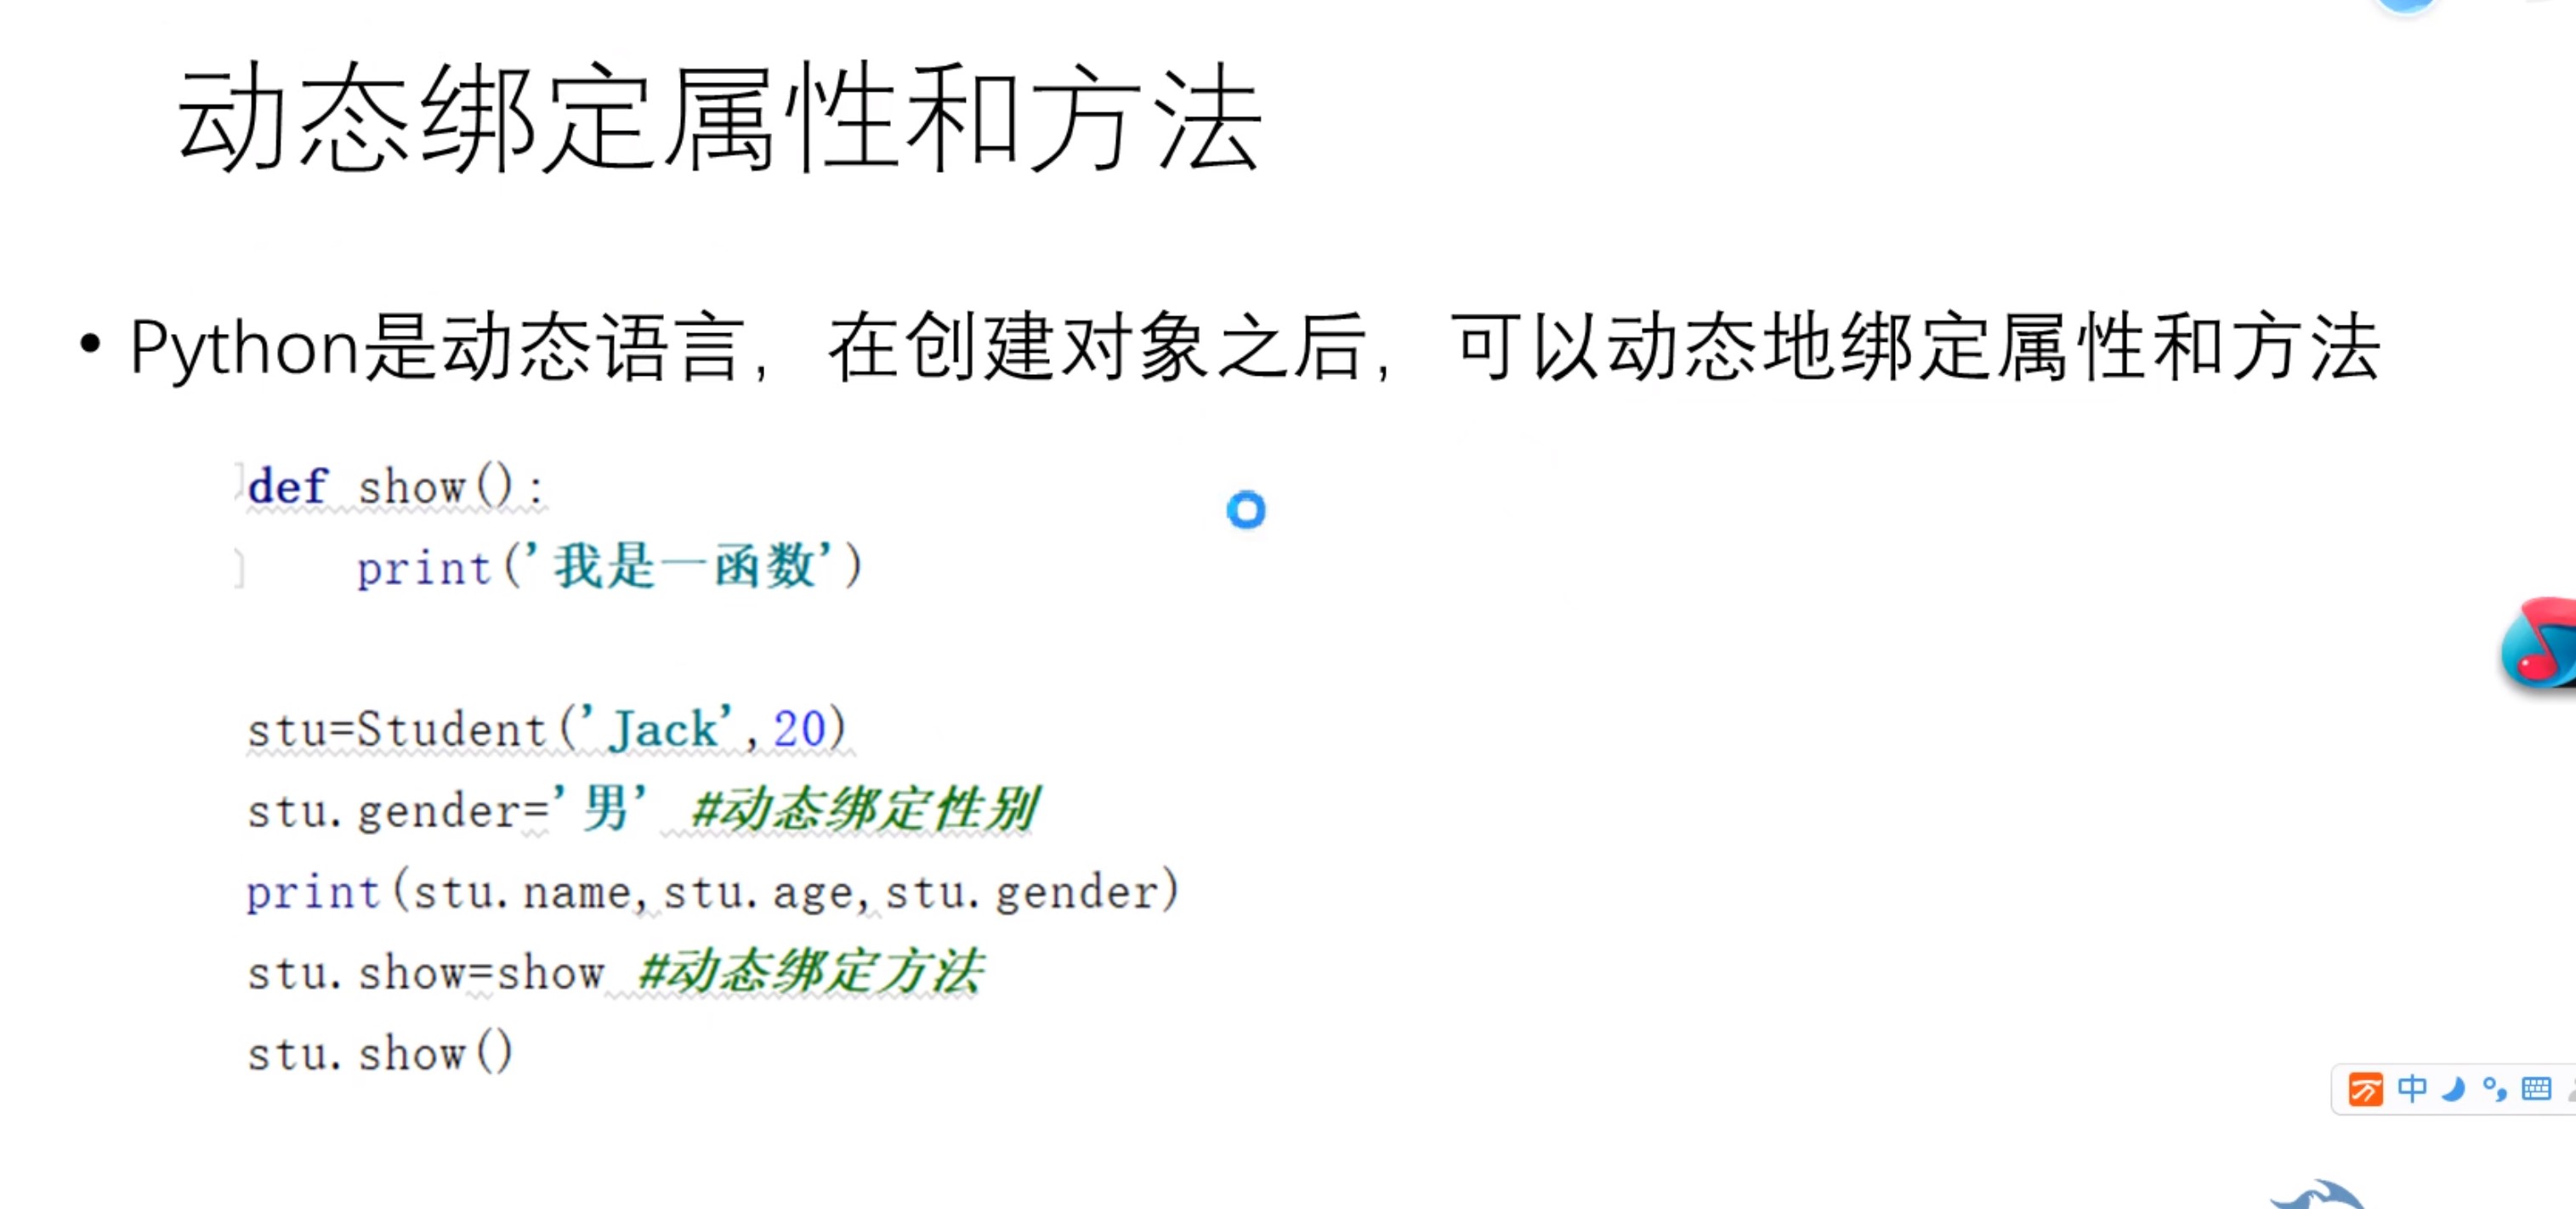 动态绑定属性和方法
• Python是动态语言，在创建对象之后，可以动态地绑定属性和方法
def show():
print('我是一函数')
stu=Student('Jack',20)
stu.gender='男' #动态绑定性别
print(stu.name,stu.age,stu.gender)
stu.show=show #动态绑定方法
stu.show()
中